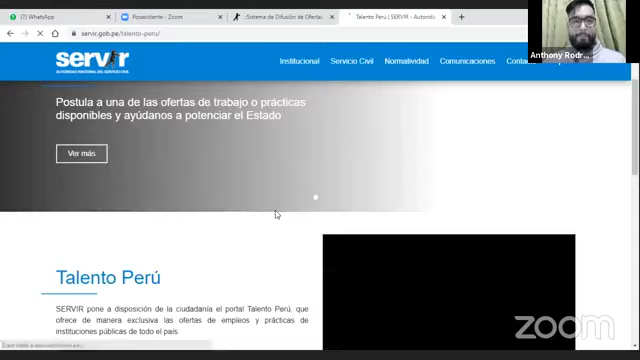 WhatsApp
Posasistente - Zoom
Sistema de Difusión de Ofertas
Talento Perú | SERVIR - Autorida
servir.gob.pe/talento-peru/
Anthony Rodr...
servir
AUTORIDAD NACIONAL DEL SERVICIO CIVIL
Institucional Servicio Civil Normatividad Comunicaciones
Postula a una de las ofertas de trabajo o prácticas
disponibles y ayúdanos a potenciar el Estado
Ver más
Talento Perú
SERVIR pone a disposición de la ciudadanía el portal Talento Perú, que
ofrece de manera exclusiva las ofertas de empleos y prácticas de
instituciones públicas de todo el país.
zoom